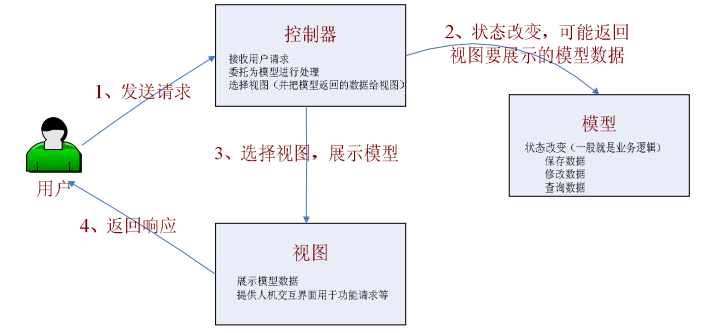 控制器
接收用户请求
委托为模型进行处理
选择视图（并把模型返回的数据给视图）
2、状态改变，可能返回
视图要展示的模型数据
1、发送请求
模型
状态改变（一般就是业务逻辑）
保存数据
修改数据
查询数据
3、选择视图，展示模型
用户
4、返回响应
视图
展示模型数据
提供人机交互界面用于功能请求等